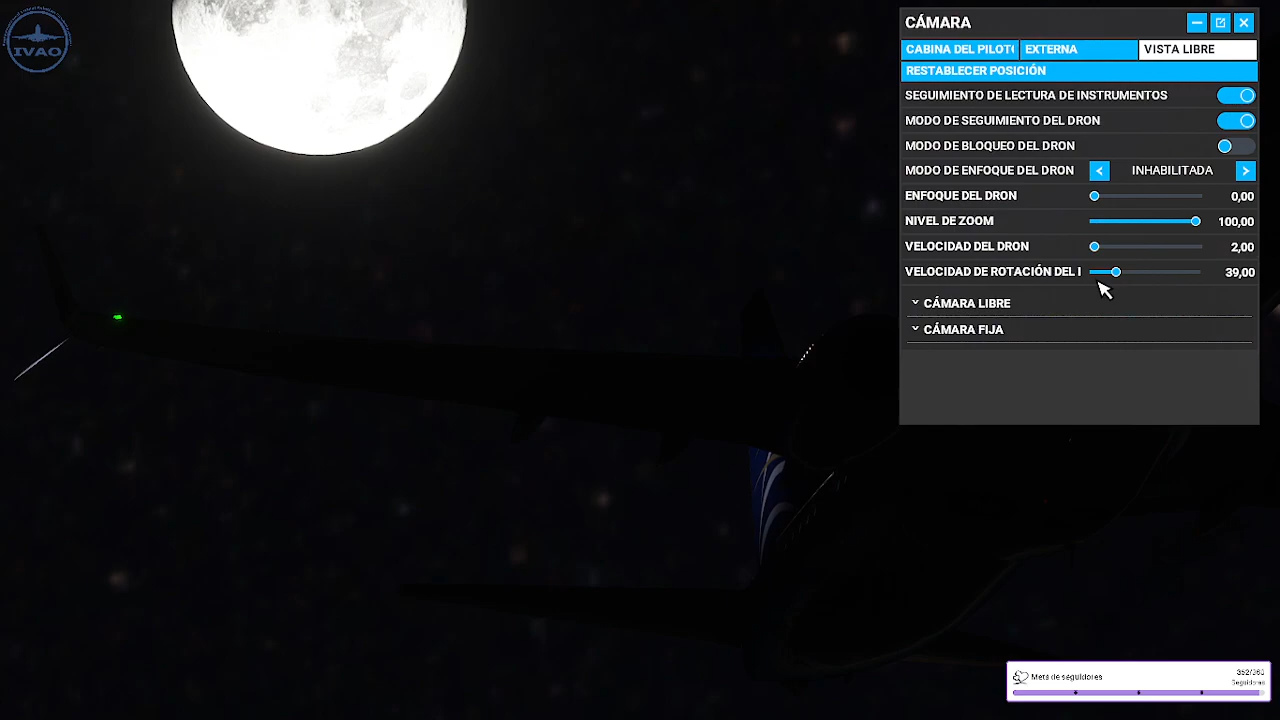 IVAO
CÁMARA
CABINA DEL PILOT
EXTERNA
VISTA LIBRE
RESTABLECER POSICIÓN
SEGUIMIENTO DE LECTURA DE INSTRUMENTOS
MODO DE SEGUIMIENTO DEL DRON
MODO DE BLOQUEO DEL DRON
MODO DE ENFOQUE DEL DRON < INHABILITADA >
ENFOQUE DEL DRON 0,00
NIVEL DE ZOOM 100,00
VELOCIDAD DEL DRON 2,00
VELOCIDAD DE ROTACIÓN DEL 39,00
CÁMARA LIBRE
CÁMARA FIJA
Meta de seguidores
Seguidores